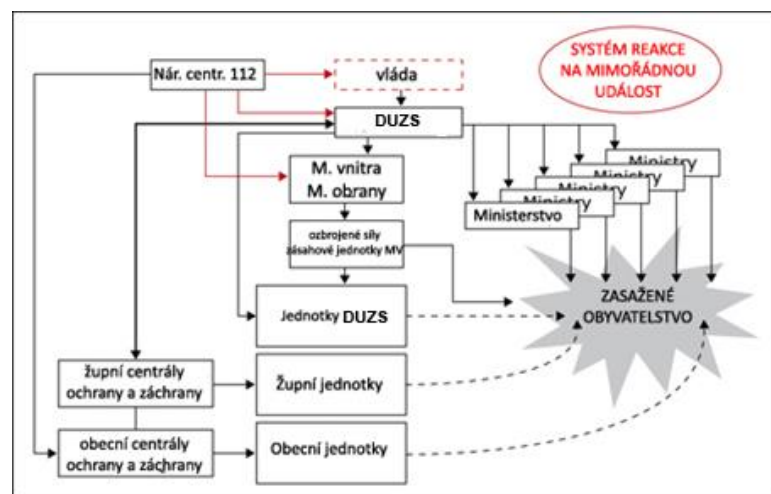 SYSTÉM REAKCE
NA MIMOŘÁDNOU
UDÁLOST
Nár. centr. 112
vláda
DUZS
M. vnitra
M. obrany
Ministry
Ministry
Ministry
Ministry
Ministerstvo
ozbrojené síly
zásahové jednotky MV
ZASAŽENÉ
OBYVATELSTVO
Jednotky DUZS
župní centrály
ochrany a záchrany
Župní jednotky
obecní centrály
ochrany a záchrany
Obecní jednotky